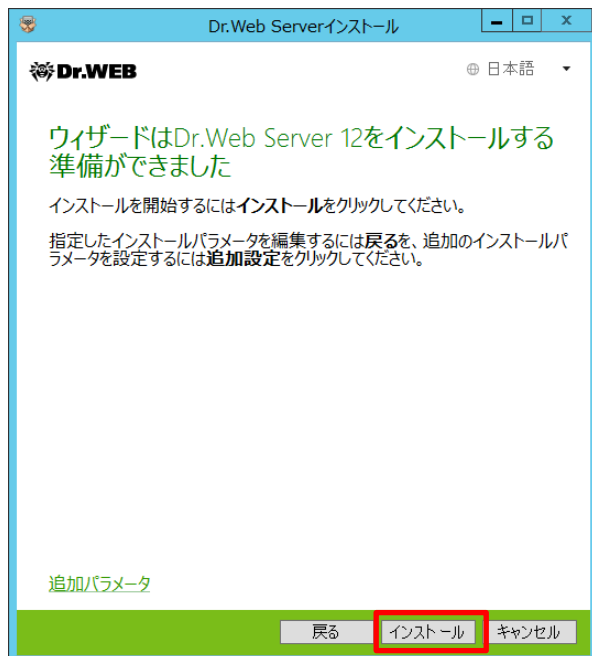 Dr.Web Serverインストール
Dr.WEB
日本語
ウィザードはDr.Web Server 12をインストールする
準備ができました
インストールを開始するにはインストールをクリックしてください。
指定したインストールパラメータを編集するには戻るを、追加のインストールパ
ラメータを設定するには追加設定をクリックしてください。
追加パラメータ
戻る
インストール
キャンセル